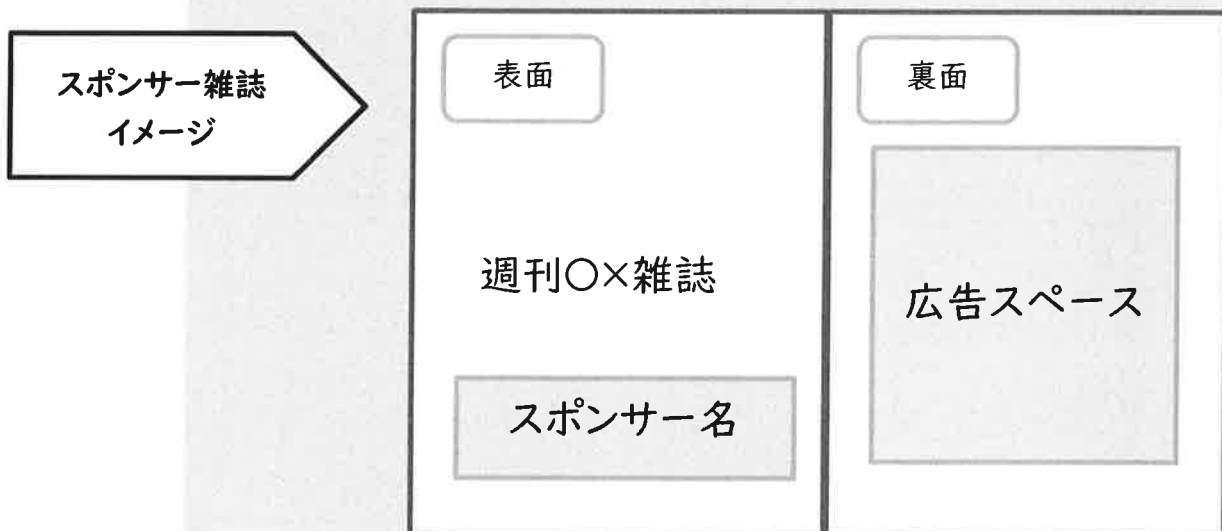 スポンサー雑誌
イメージ
表面
裏面
週刊○×雑誌
広告スペース
スポンサー名